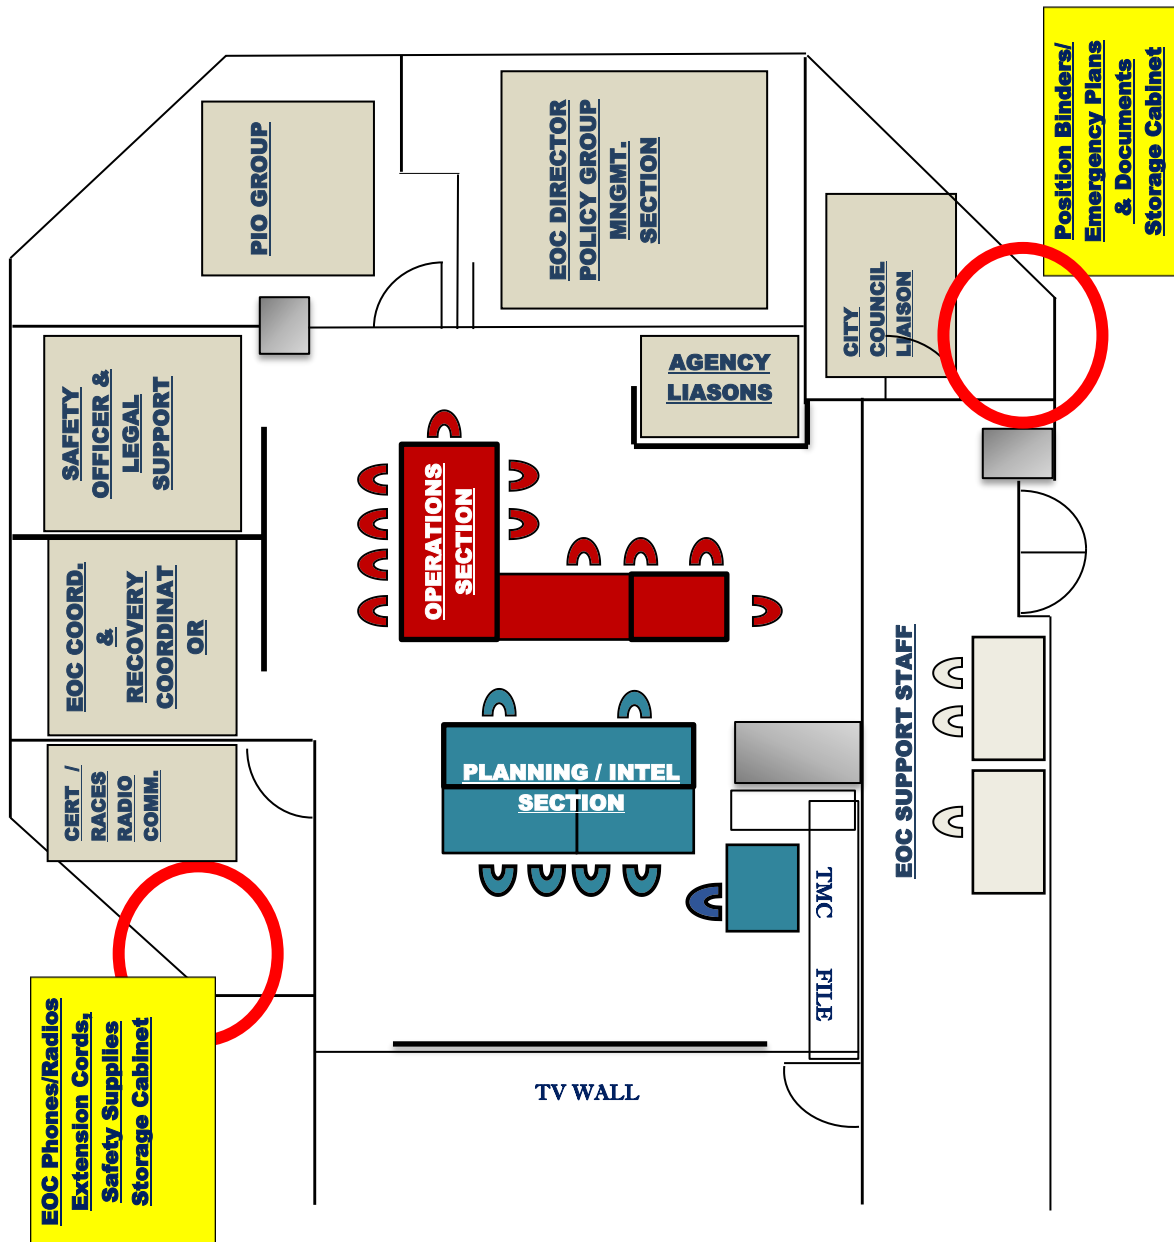 Position Binders/
Emergency Plans
& Documents
Storage Cabinet
PIO GROUP
EOC DIRECTOR
POLICY GROUP
MNGMT.
SECTION
CITY
COUNCIL
LIAISON
AGENCY
LIASONS
SAFETY
OFFICER &
LEGAL
SUPPORT
OPERATIONS
SECTION
EOC COORD.
&
RECOVERY
COORDINAT
OR
EOC SUPPORT STAFF
CERT /
RACES
RADIO
COMM.
PLANNING / INTEL
SECTION
TMC FILE
EOC Phones/Radios
Extension Cords,
Safety Supplies
Storage Cabinet
TV WALL